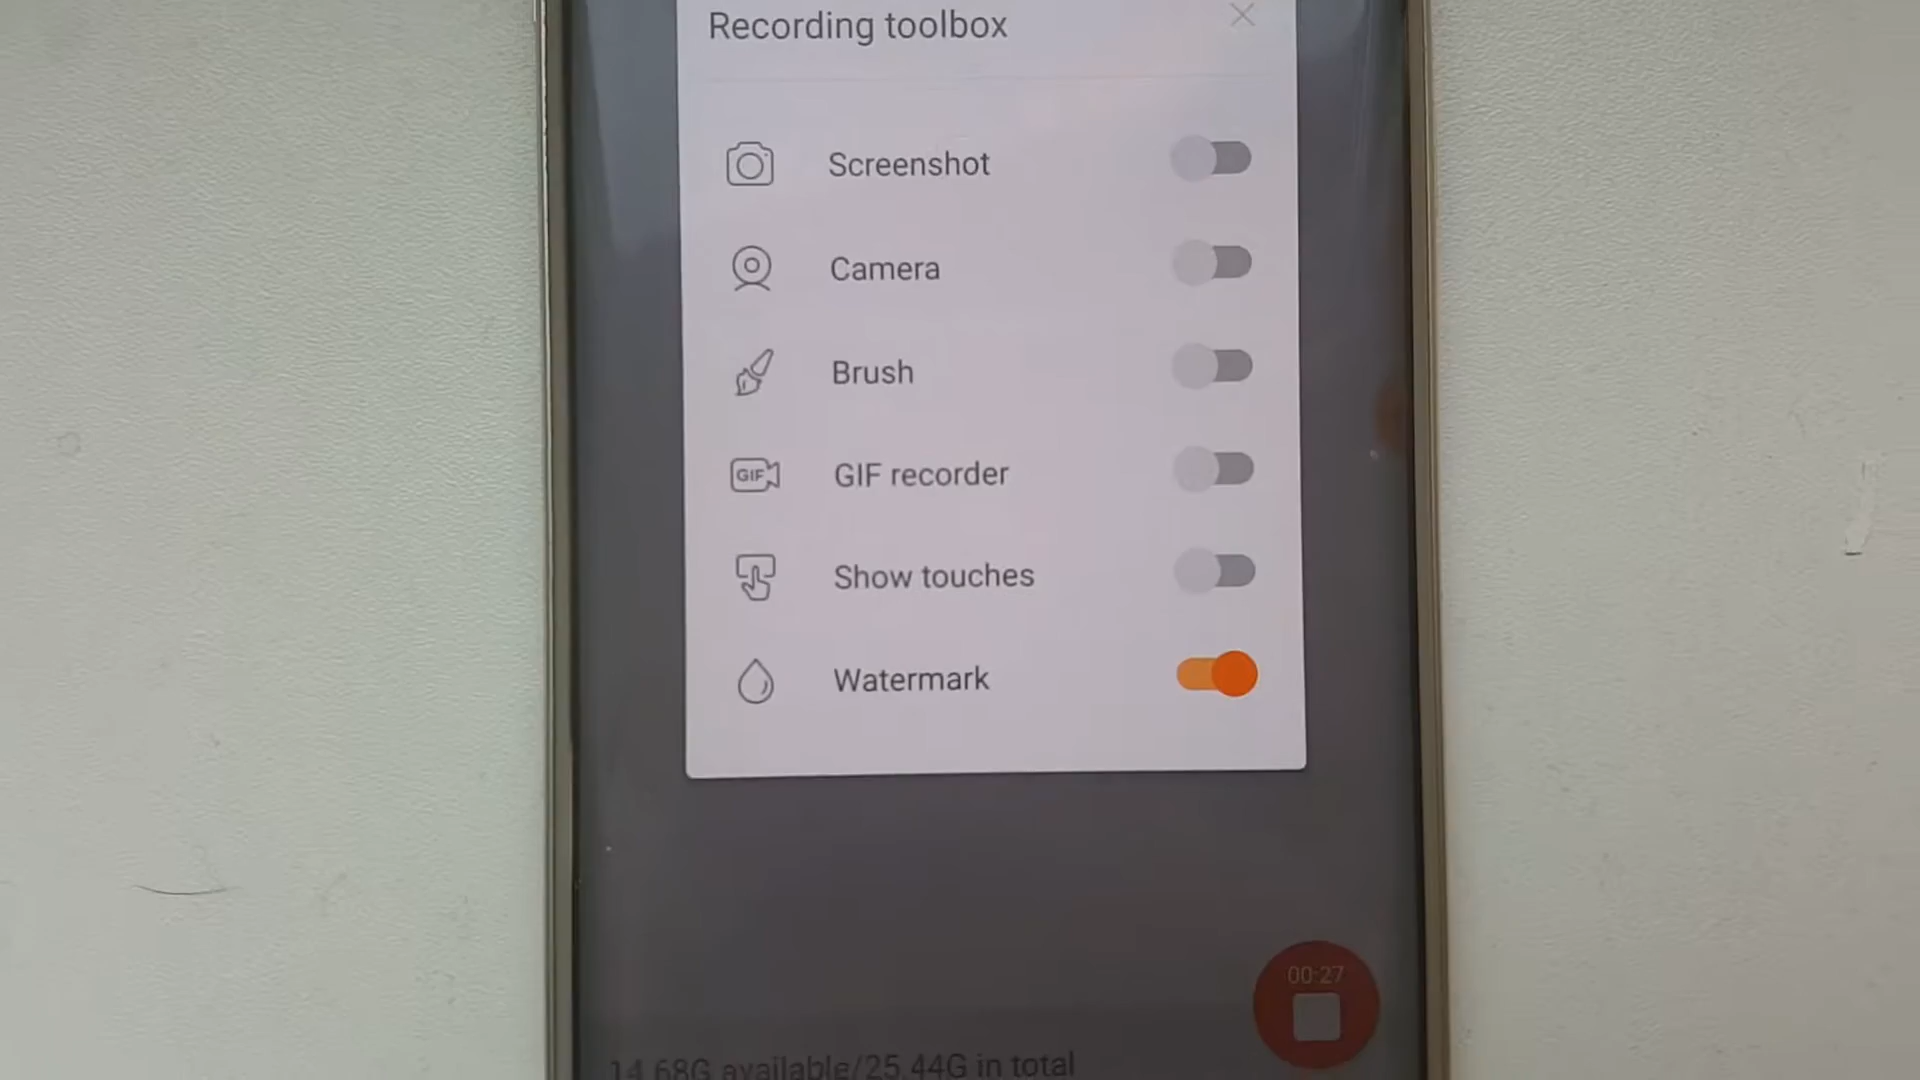 Recording toolbox
Screenshot
Camera
Brush
GIF GIF recorder
Show touches
Watermark
00:27
14.68G available/25.44G in total